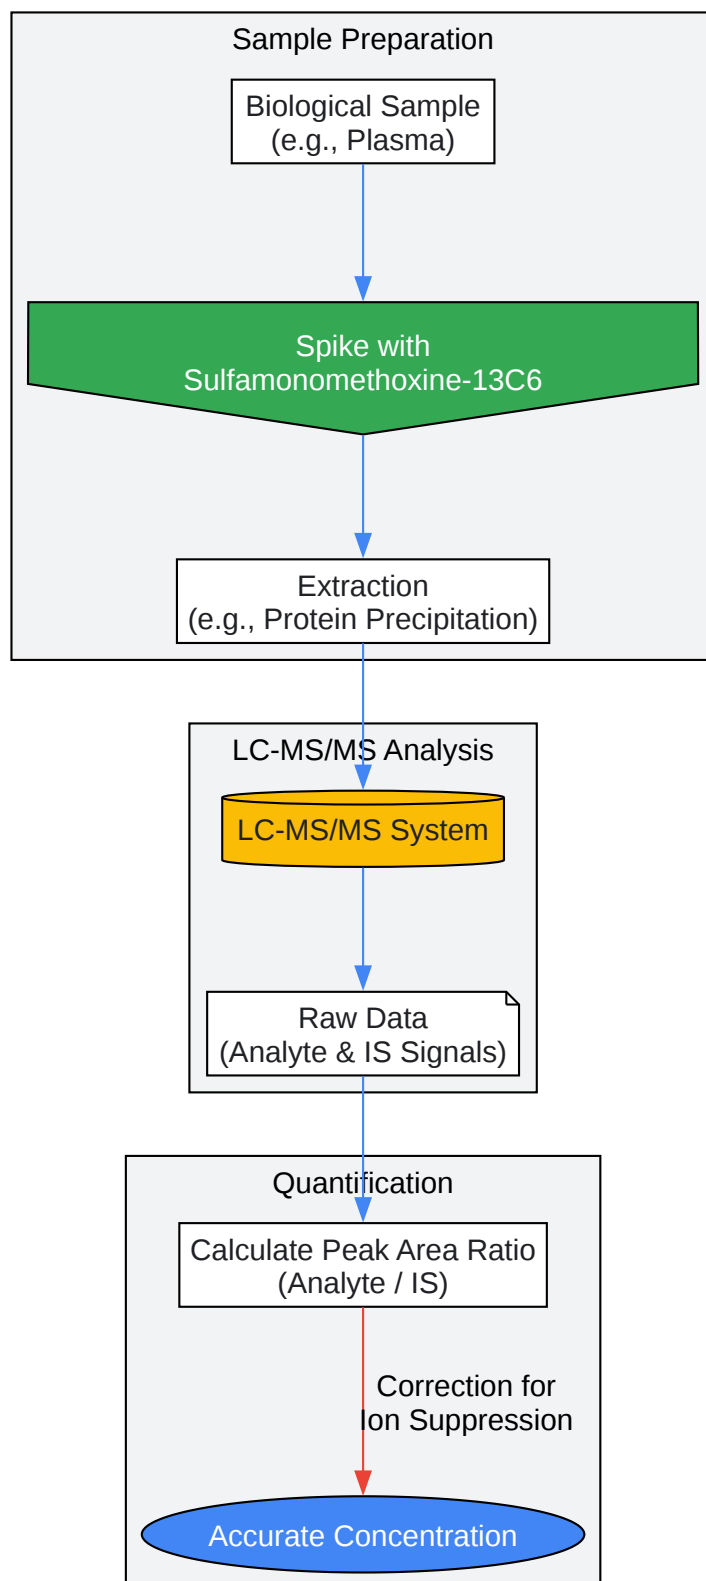 Sample Preparation
Biological Sample
(e.g., Plasma)
Spike with
Sulfamonomethoxine-13C6
Extraction
(e.g., Protein Precipitation)
LC-MS/MS Analysis
LC-MS/MS System
Raw Data
(Analyte & IS Signals)
Quantification
Calculate Peak Area Ratio
(Analyte / IS)
Correction for
Ion Suppression
Accurate Concentration